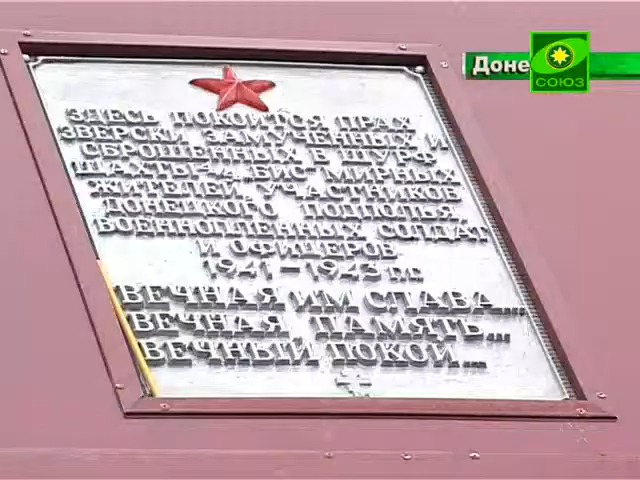 Доне
СОЮЗ
ЗДЕСЬ ПОКОИТСЯ ПРАХ
ЗВЕРСКИ ЗАМУЧЕННЫХ И
СБРОШЕННЫХ В ШУРФ
ШАХТЫ 4-4 БИС МИРНЫХ
ЖИТЕЛЕЙ, УЧАСТНИКОВ
ДОНЕЦКОГО ПОДПОЛЬЯ,
ВОЕННОПЛЕННЫХ СОЛДАТ
И ОФИЦЕРОВ
1941 – 1943 г.г.
ВЕЧНАЯ ИМ СЛАВА...
ВЕЧНАЯ ПАМЯТЬ...
ВЕЧНЫЙ ПОКОЙ...